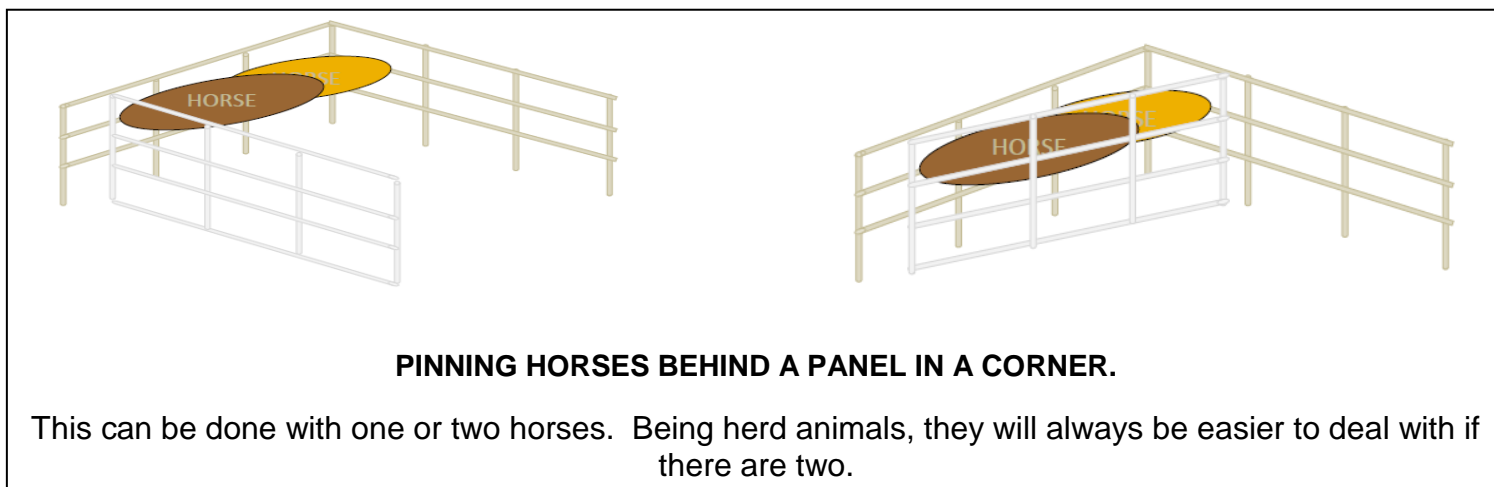 HORSE
HORSE
HORSE
PINNING HORSES BEHIND A PANEL IN A CORNER.
This can be done with one or two horses. Being herd animals, they will always be easier to deal with if
there are two.